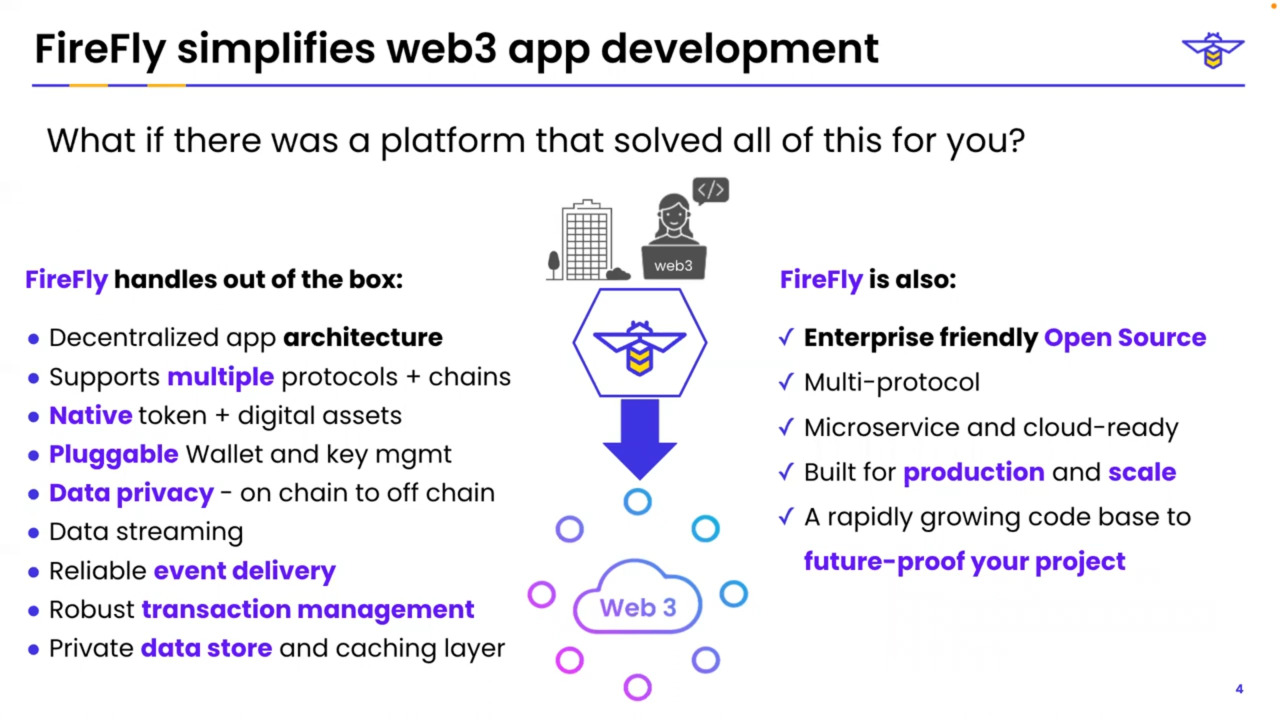 FireFly simplifies web3 app development
What if there was a platform that solved all of this for you?
</>
web3
FireFly handles out of the box:
• Decentralized app architecture
• Supports multiple protocols + chains
• Native token + digital assets
• Pluggable Wallet and key mgmt
• Data privacy - on chain to off chain
• Data streaming
• Reliable event delivery
• Robust transaction management
• Private data store and caching layer
Web 3
FireFly is also:
✓ Enterprise friendly Open Source
✓ Multi-protocol
✓ Microservice and cloud-ready
✓ Built for production and scale
✓ A rapidly growing code base to
future-proof your project
4